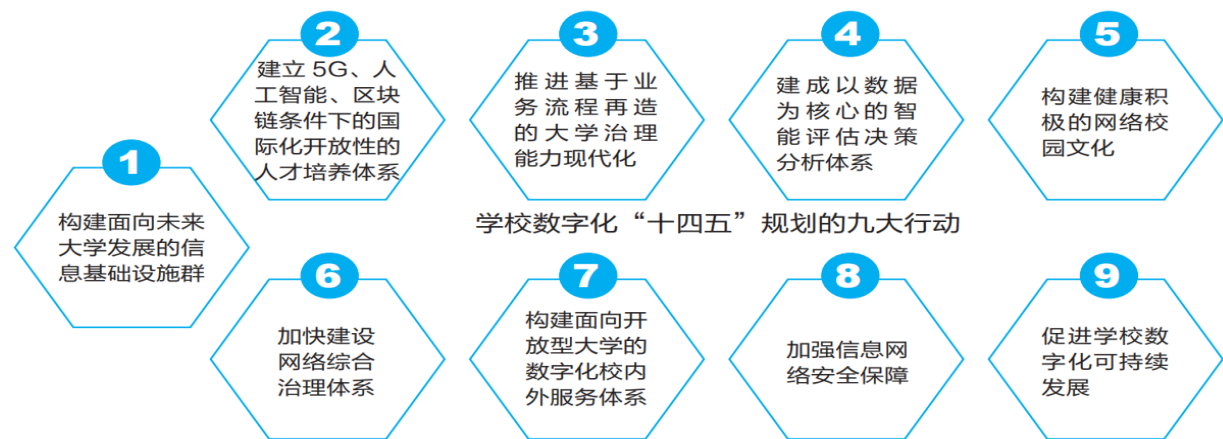 1
构建面向未来
大学发展的信
息基础设施群
2
建立 5G、人
工智能、区块
链条件下的国
际化开放性的
人才培养体系
3
推进基于业
务流程再造
的大学治理
能力现代化
4
建成以数据
为核心的智
能评估决策
分析体系
5
构建健康积
极的网络校
园文化
学校数字化“十四五”规划的九大行动
6
加快建设
网络综合
治理体系
7
构建面向开
放型大学的
数字化校内
外服务体系
8
加强信息网
络安全保障
9
促进学校数
字化可持续
发展